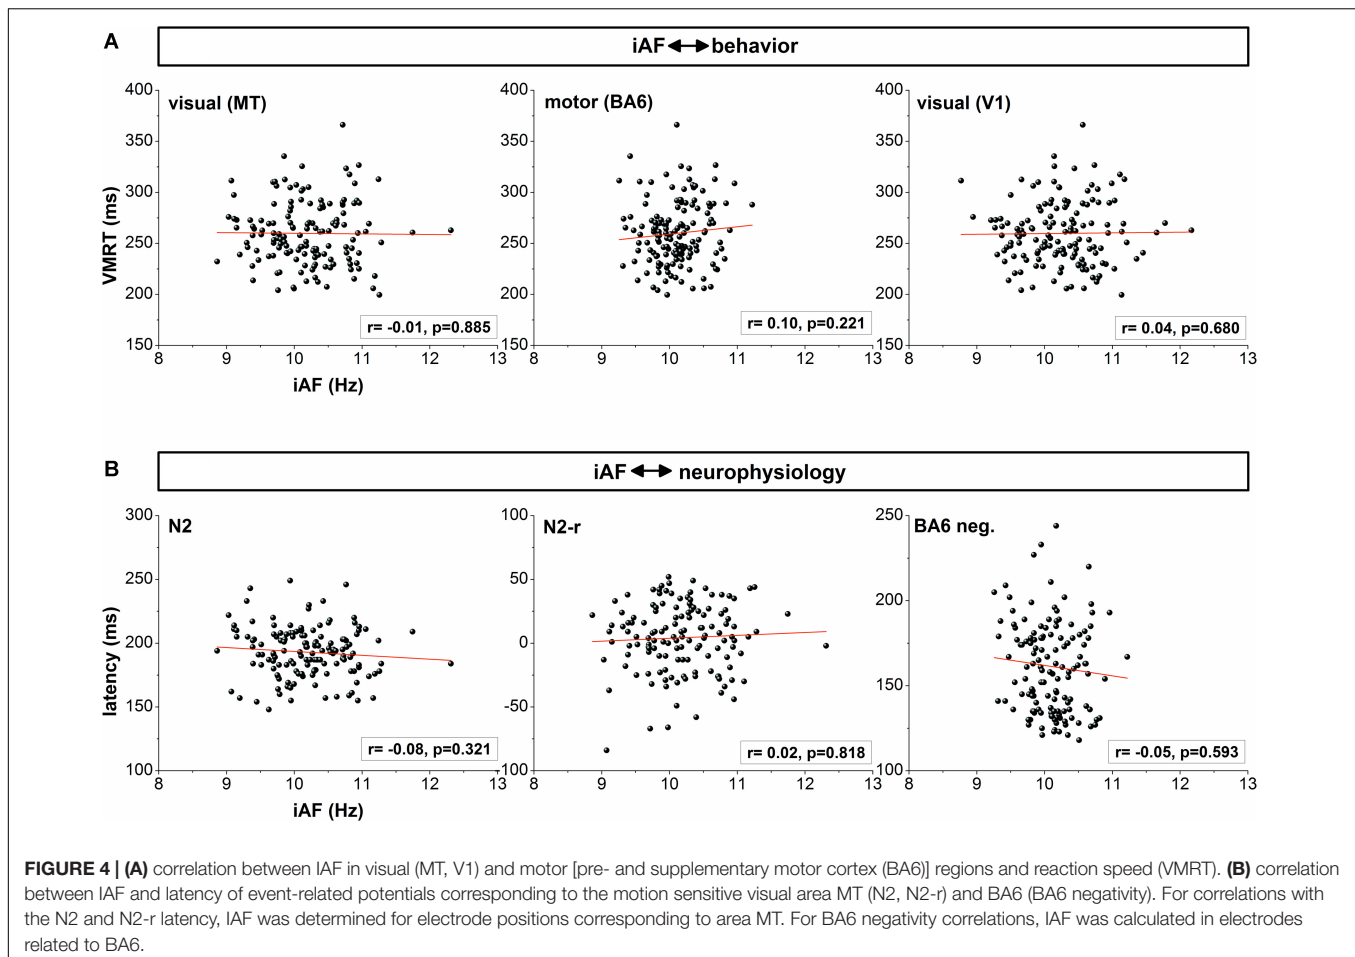 A
iAF↔behavior
visual (MT)
motor (BA6)
visual (V1)
400
350
300
250
200
150
400
350
300
250
200
150
400
350
300
250
200
150
VMRT (ms)
r= -0.01, p=0.885
r= 0.10, p=0.221
r= 0.04, p=0.680
8 9 10 11 12 13
8 9 10 11 12 13
8 9 10 11 12 13
iAF (Hz)
B
iAF↔neurophysiology
N2
N2-r
BA6 neg.
300
250
200
150
100
100
50
0
-50
100
250
200
150
100
latency (ms)
r= -0.08, p=0.321
r= 0.02, p=0.818
r= -0.05, p=0.593
8 9 10 11 12 13
8 9 10 11 12 13
8 9 10 11 12 13
iAF (Hz)
FIGURE 4 | (A) correlation between IAF in visual (MT, V1) and motor [pre- and supplementary motor cortex (BA6)] regions and reaction speed (VMRT). (B) correlation
between IAF and latency of event-related potentials corresponding to the motion sensitive visual area MT (N2, N2-r) and BA6 (BA6 negativity). For correlations with
the N2 and N2-r latency, IAF was determined for electrode positions corresponding to area MT. For BA6 negativity correlations, IAF was calculated in electrodes
related to BA6.